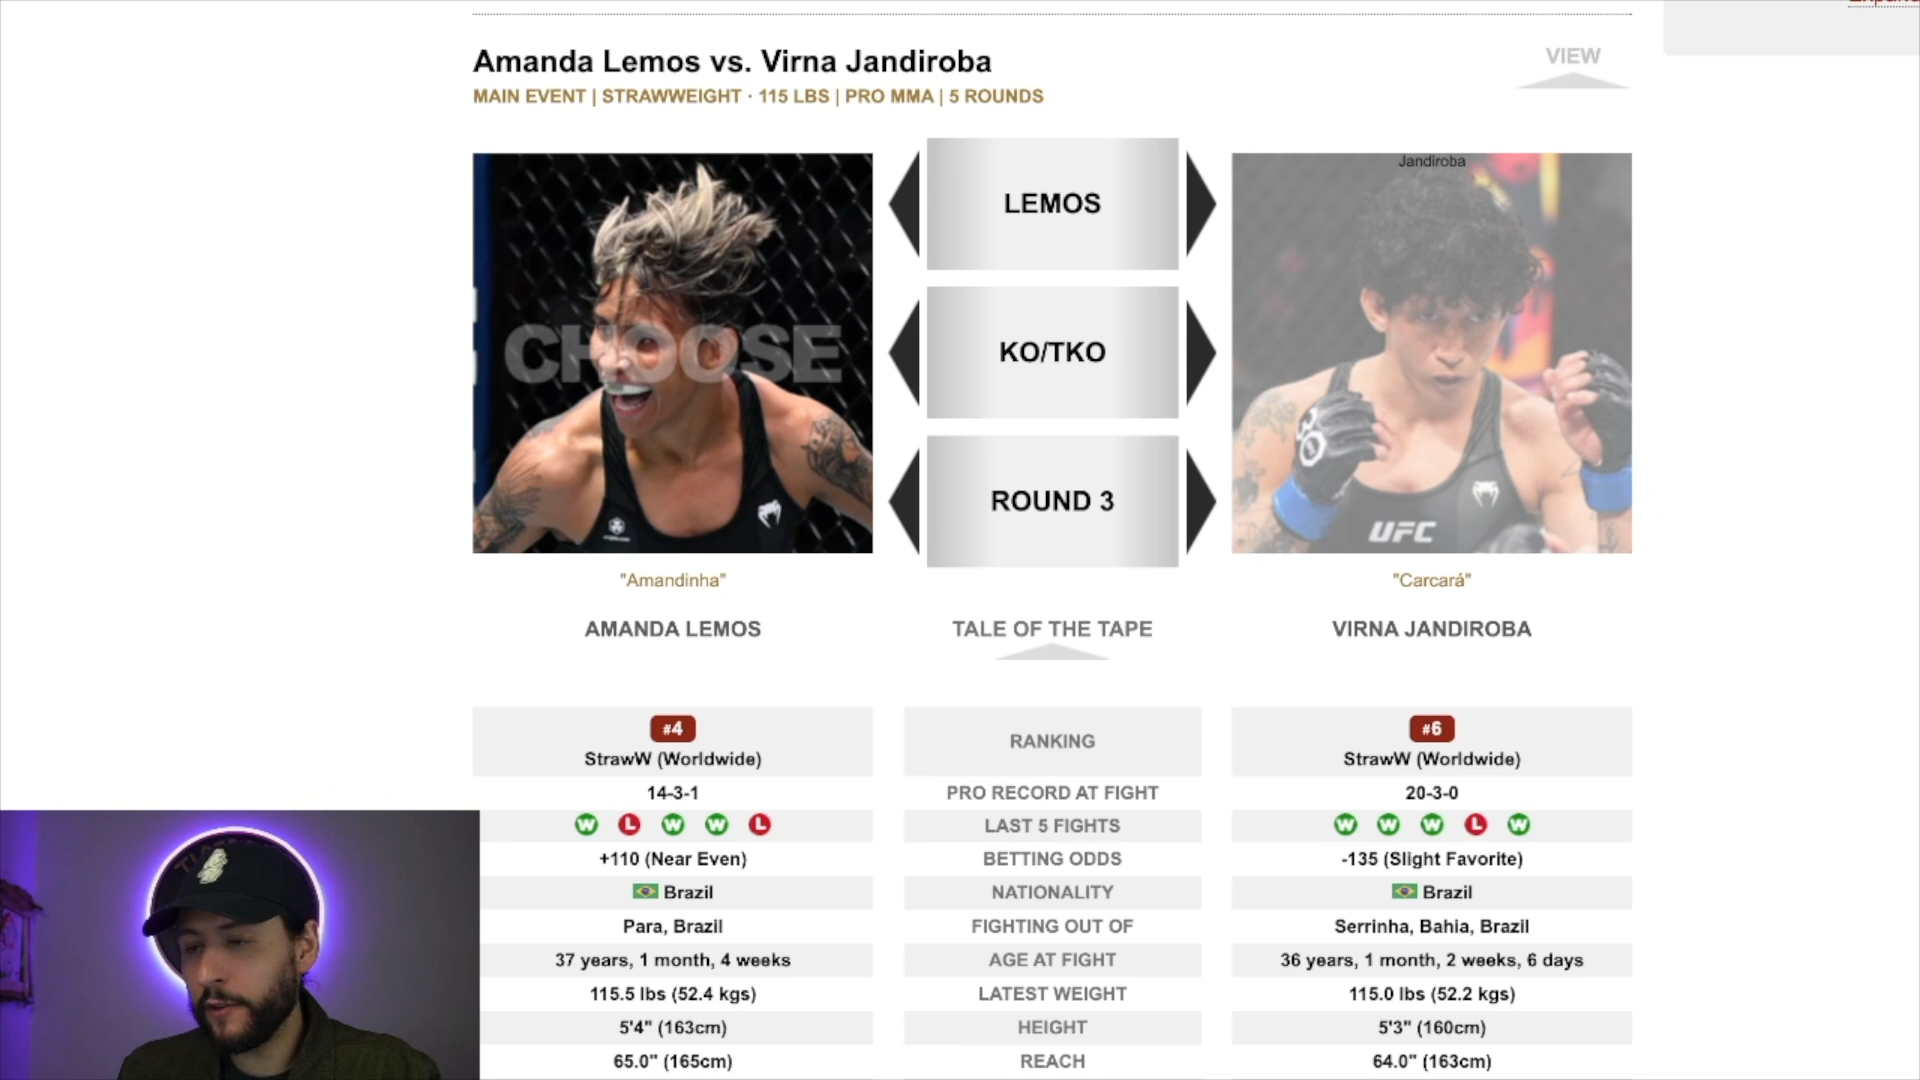 Amanda Lemos vs. Virna Jandiroba
VIEW
MAIN EVENT | STRAWWEIGHT · 115 LBS | PRO MMA | 5 ROUNDS
Jandiroba
CHOOSE
LEMOS
KO/TKO
ROUND 3
UFC
"Amandinha"
"Carcará"
AMANDA LEMOS
TALE OF THE TAPE
VIRNA JANDIROBA
#4
StrawW (Worldwide)
RANKING
#6
StrawW (Worldwide)
14-3-1
PRO RECORD AT FIGHT
20-3-0
W L W W L
LAST 5 FIGHTS
W W W L W
+110 (Near Even)
BETTING ODDS
-135 (Slight Favorite)
Brazil
NATIONALITY
Brazil
Para, Brazil
FIGHTING OUT OF
Serrinha, Bahia, Brazil
37 years, 1 month, 4 weeks
AGE AT FIGHT
36 years, 1 month, 2 weeks, 6 days
115.5 lbs (52.4 kgs)
LATEST WEIGHT
115.0 lbs (52.2 kgs)
5'4" (163cm)
HEIGHT
5'3" (160cm)
65.0" (165cm)
REACH
64.0" (163cm)